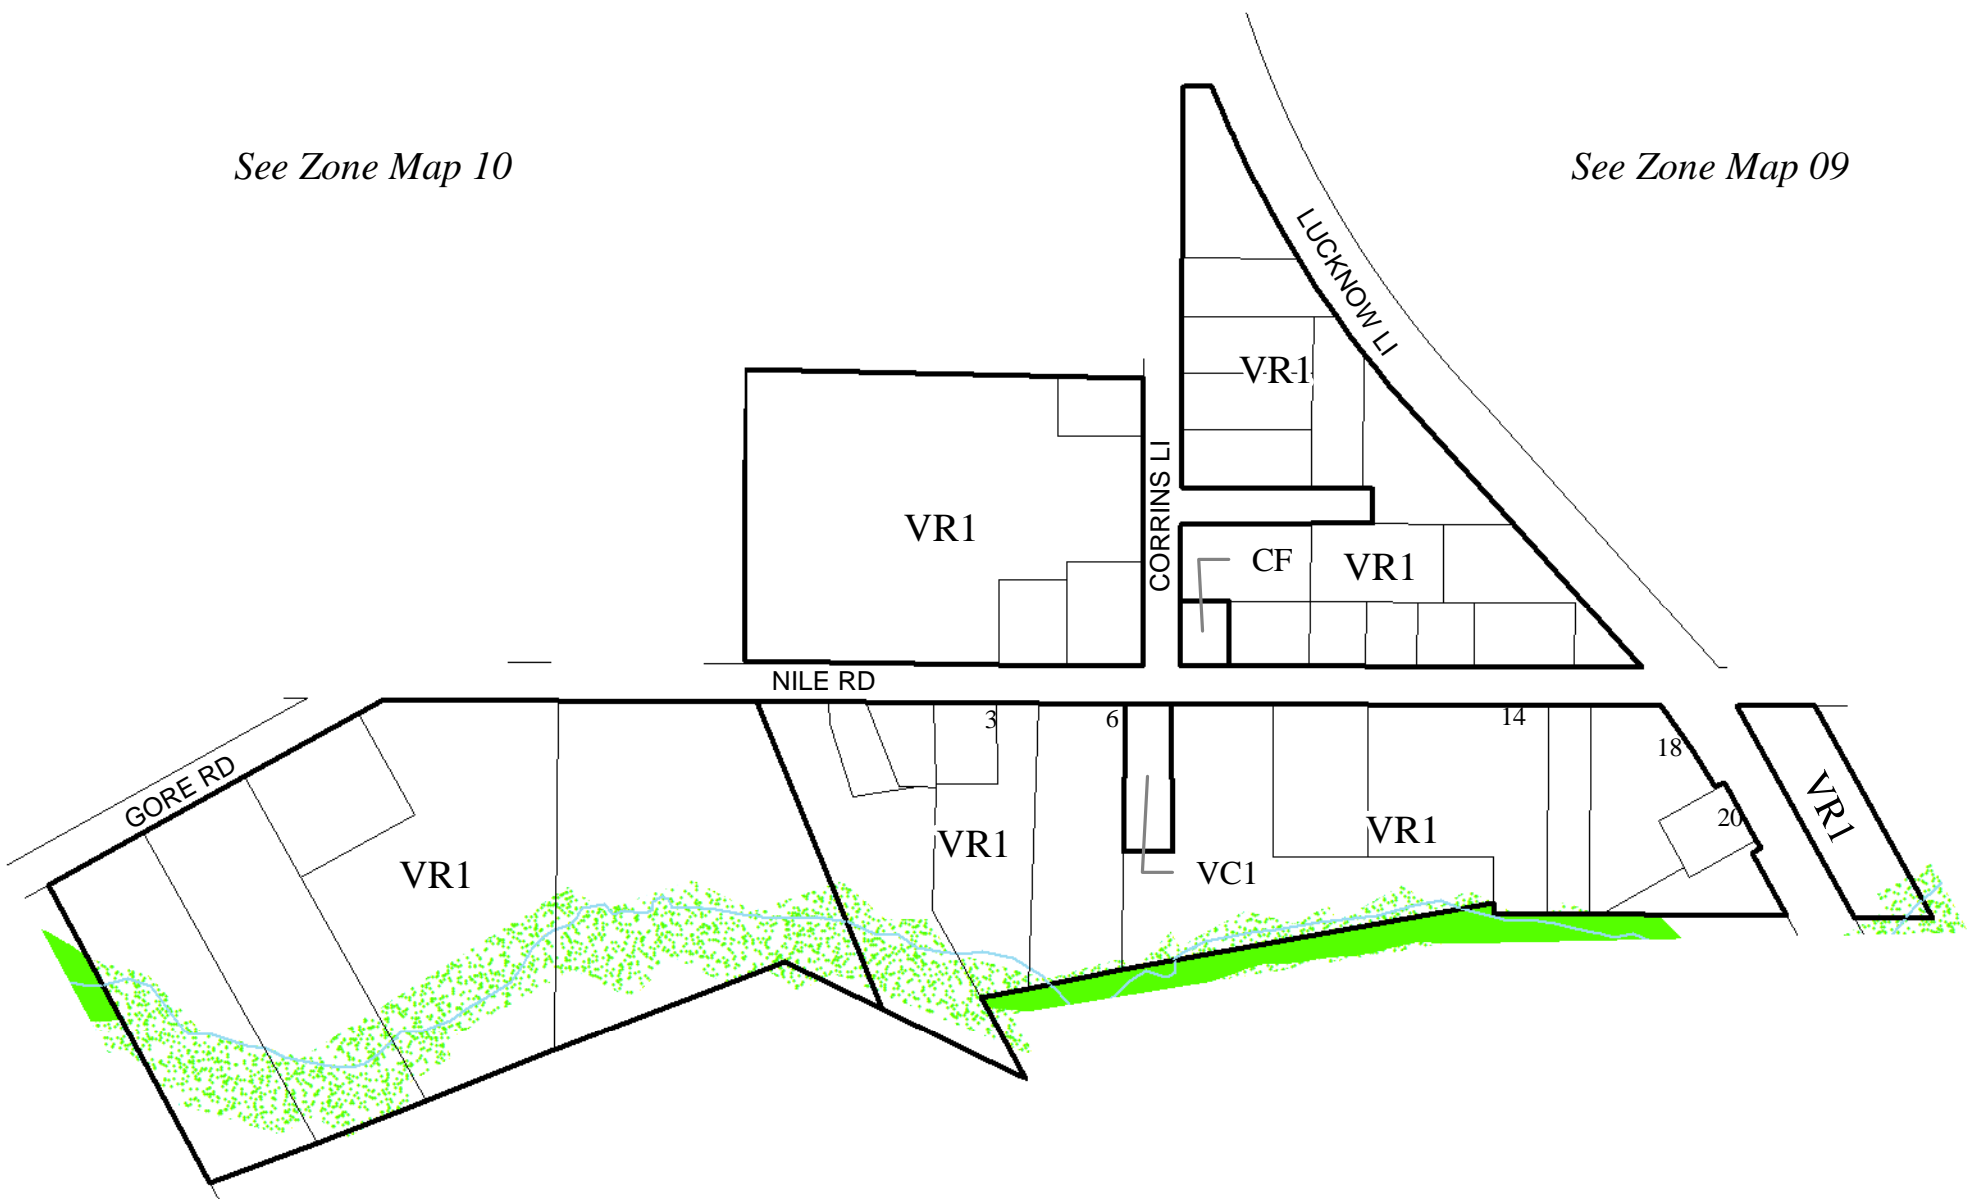 See Zone Map 10
See Zone Map 09
LUCKNOW LI
VR1
CORRINS LI
VR1
CF
VR1
NILE RD
3
6
14
18
GORE RD
20
VR1
VR1
VR1
VR1
VC1